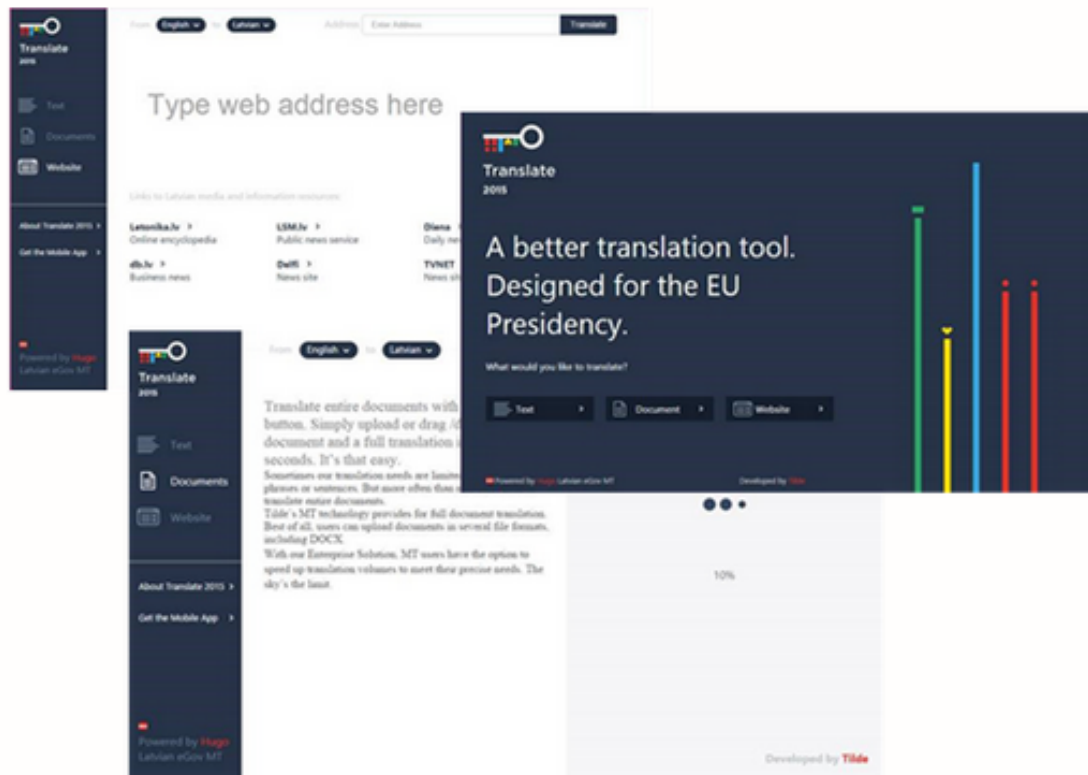 Translate
2015
From English to Latvian
Address Enter Address Translate
Text
Documents
Website
Type web address here
Links to Latvian media and information resources:
Letonika.lv >
Online encyclopedia
LSM.lv >
Public news service
Diena >
Daily
db.lv >
Business news
Delfi >
News site
TVNET
News
About Translate 2015 >
Get the Mobile App >
Powered by Hugo
Latvian eGov MT
Translate
2015
A better translation tool.
Designed for the EU
Presidency.
What would you like to translate?
Text >
Document >
Website >
Powered by Hugo Latvian eGov MT
Developed by Tilde
Translate
2015
From English to Latvian
Text
Documents
Website
Translate entire documents with
button. Simply upload or drag
document and a full translation
seconds. It's that easy.
Sometimes our translation needs are
phrases or sentences. But more often than
translate entire documents.
Tilde's MT technology provides for full document translation.
Best of all, users can upload documents in several file formats,
including DOCX.
With our Enterprise Solution, MT users have the option to
speed up translation volumes to meet their precise needs. The
sky's the limit.
About Translate 2015 >
Get the Mobile App >
Powered by Hugo
Latvian eGov MT
10%
Developed by Tilde